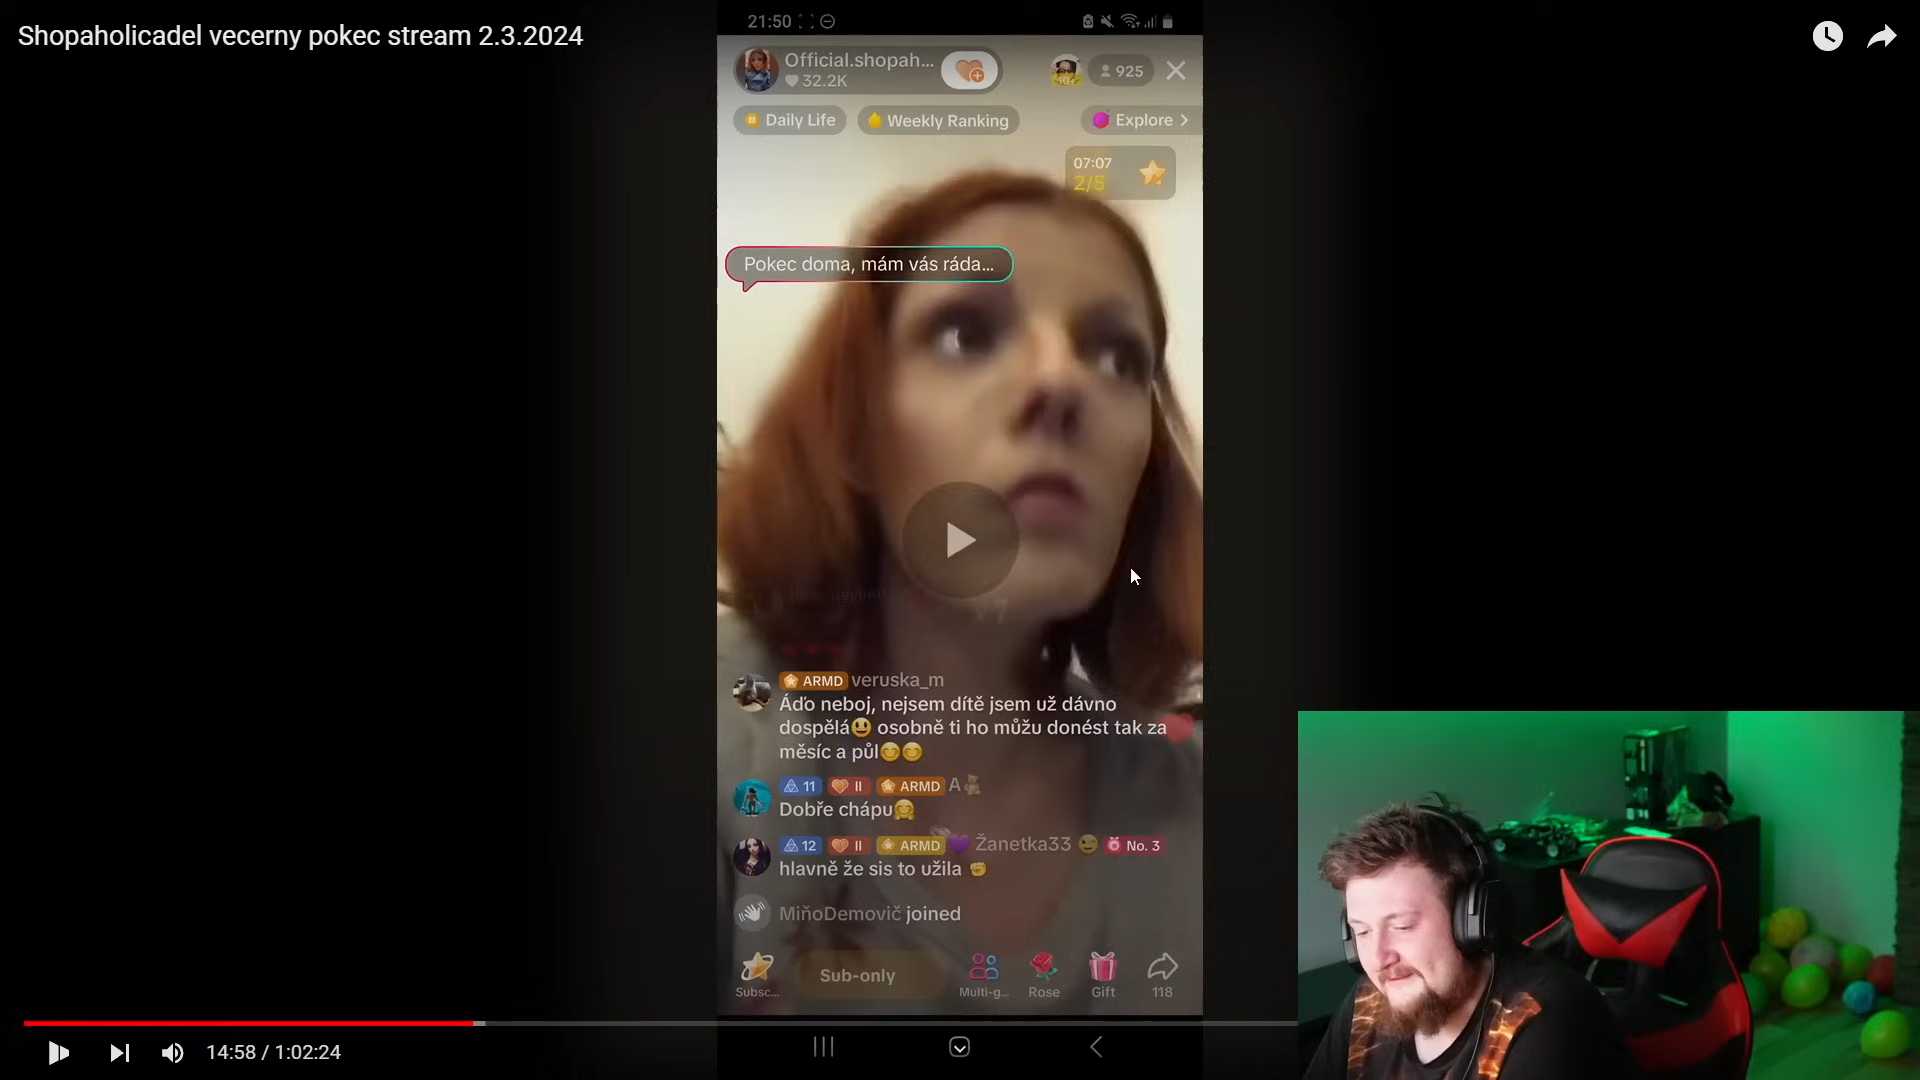 Shopaholicadel vecerny pokec stream 2.3.2024
21:50
Official.shopah...
32.2K
925
Daily Life
Weekly Ranking
Explore
07:07
2/5
Pokec doma, mám vás ráda...
ARMD veruska_m
Áďo neboj, nejsem dítě jsem už dávno
dospělá😃 osobně ti ho můžu donést tak za
měsíc a půl😊😊
11 II ARMD A🧸
Dobře chápu🤗
12 II ARMD 💜 Žanetka33 😉 No. 3
hlavně že sis to užila ✊
MiňoDemovič joined
Subsc...
Sub-only
Multi-g...
Rose
Gift
118
14:58 / 1:02:24